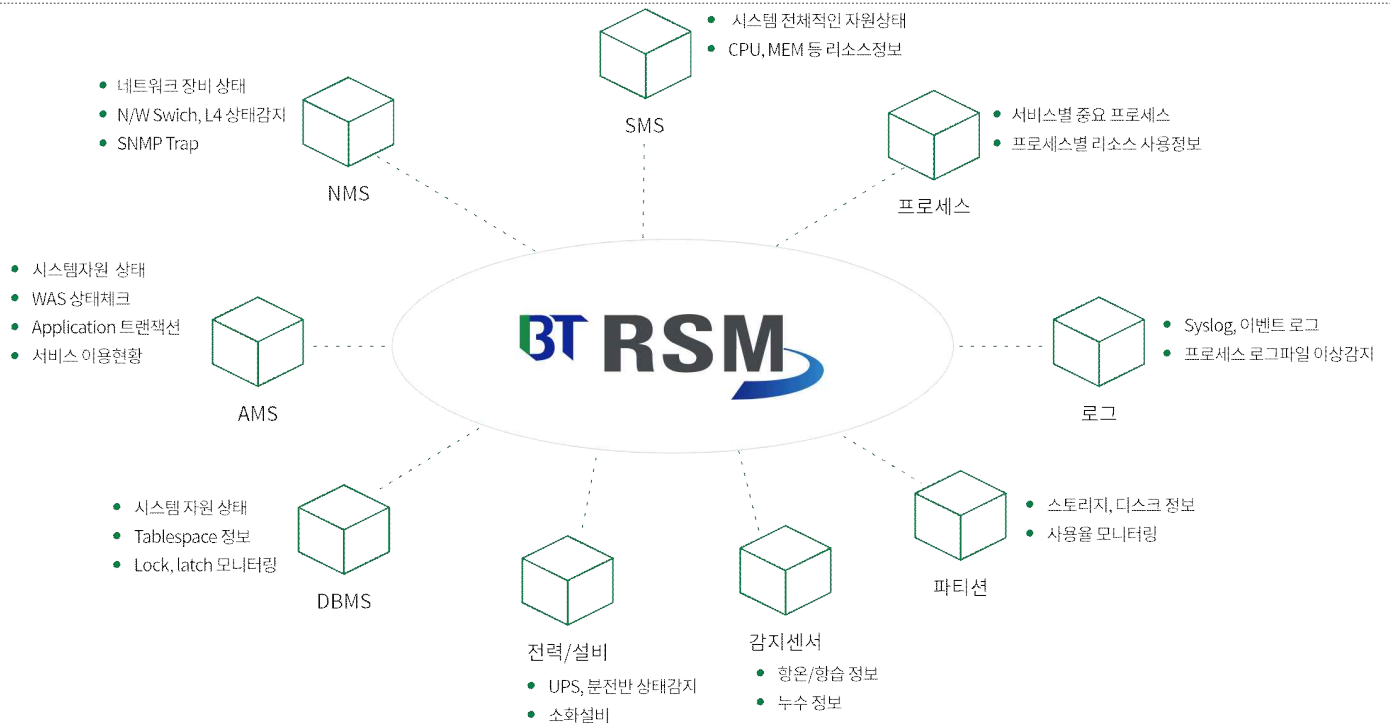 시스템 전체적인 자원상태
CPU, MEM 등 리소스정보
SMS
네트워크 장비 상태
N/W Swich, L4 상태감지
SNMP Trap
NMS
서비스별 중요 프로세스
프로세스별 리소스 사용정보
프로세스
시스템자원 상태
WAS 상태체크
Application 트랜잭션
서비스 이용현황
AMS
BT RSM
Syslog, 이벤트 로그
프로세스 로그파일 이상감지
로그
시스템 자원 상태
Tablespace 정보
Lock, latch 모니터링
DBMS
스토리지, 디스크 정보
사용율 모니터링
파티션
전력/설비
UPS, 분전반 상태감지
소화설비
감지센서
항온/항습 정보
누수 정보